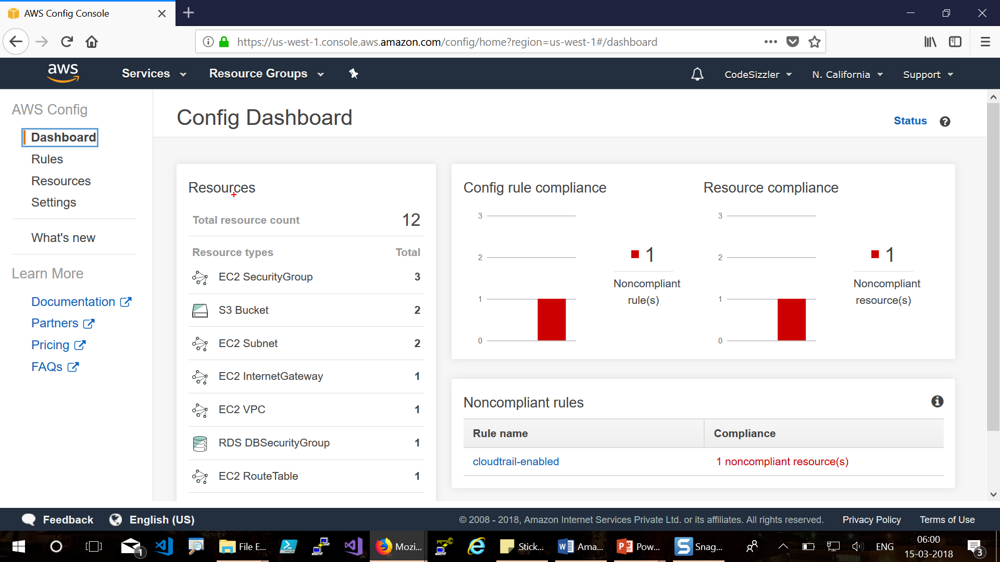 AWS Config Console
https://us-west-1.console.aws.amazon.com/config/home?region=us-west-1#/dashboard
aws
Services
Resource Groups
CodeSizzler
N. California
Support
AWS Config
Dashboard
Rules
Resources
Settings
What's new
Learn More
Documentation
Partners
Pricing
FAQs
Config Dashboard
Status
Resources
Total resource count 12
Resource types Total
EC2 SecurityGroup 3
S3 Bucket 2
EC2 Subnet 2
EC2 InternetGateway 1
EC2 VPC 1
RDS DBSecurityGroup 1
EC2 RouteTable 1
Config rule compliance
3
2
1
0
1
Noncompliant
rule(s)
Resource compliance
3
2
1
0
1
Noncompliant
resource(s)
Noncompliant rules
Rule name Compliance
cloudtrail-enabled 1 noncompliant resource(s)
Feedback
English (US)
© 2008 - 2018, Amazon Internet Services Private Ltd. or its affiliates. All rights reserved.
Privacy Policy
Terms of Use
1
File E...
Mozi...
Stick...
Ama...
Pow...
Snag...
ENG
06:00
15-03-2018
3